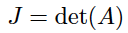 J = det(A)